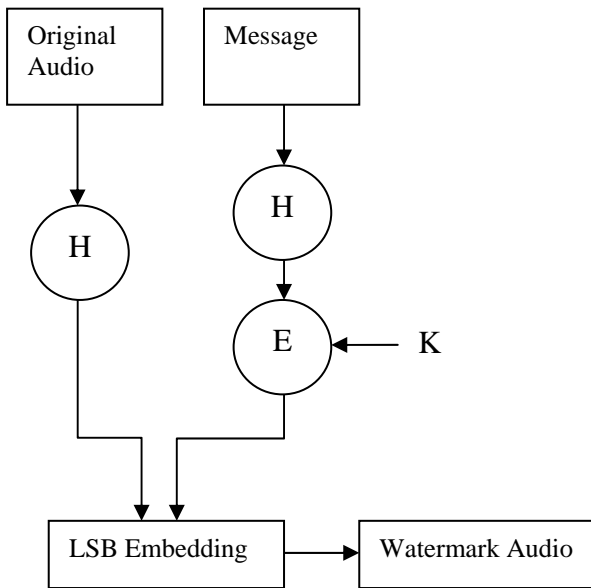 Original
Audio
Message
H
H
E
K
LSB Embedding
Watermark Audio